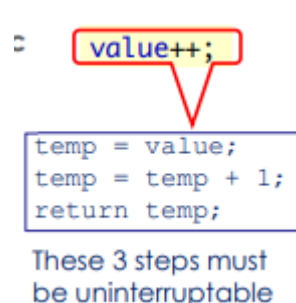 c
value++;
temp = value;
temp = temp + 1;
return temp;
These 3 steps must
be uninterruptable